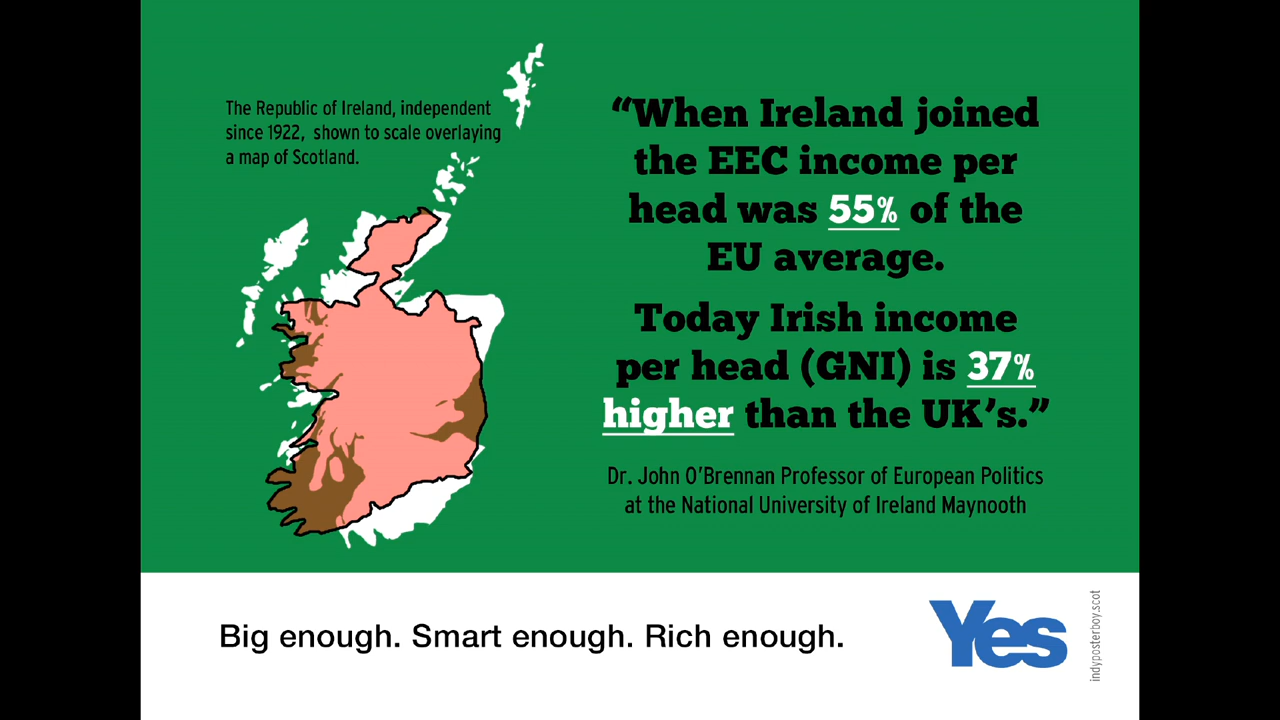 The Republic of Ireland, independent
since 1922, shown to scale overlaying
a map of Scotland.
“When Ireland joined
the EEC income per
head was 55% of the
EU average.
Today Irish income
per head (GNI) is 37%
higher than the UK’s.”
Dr. John O’Brennan Professor of European Politics
at the National University of Ireland Maynooth
Big enough. Smart enough. Rich enough.
Yes
indyposterboy.scot